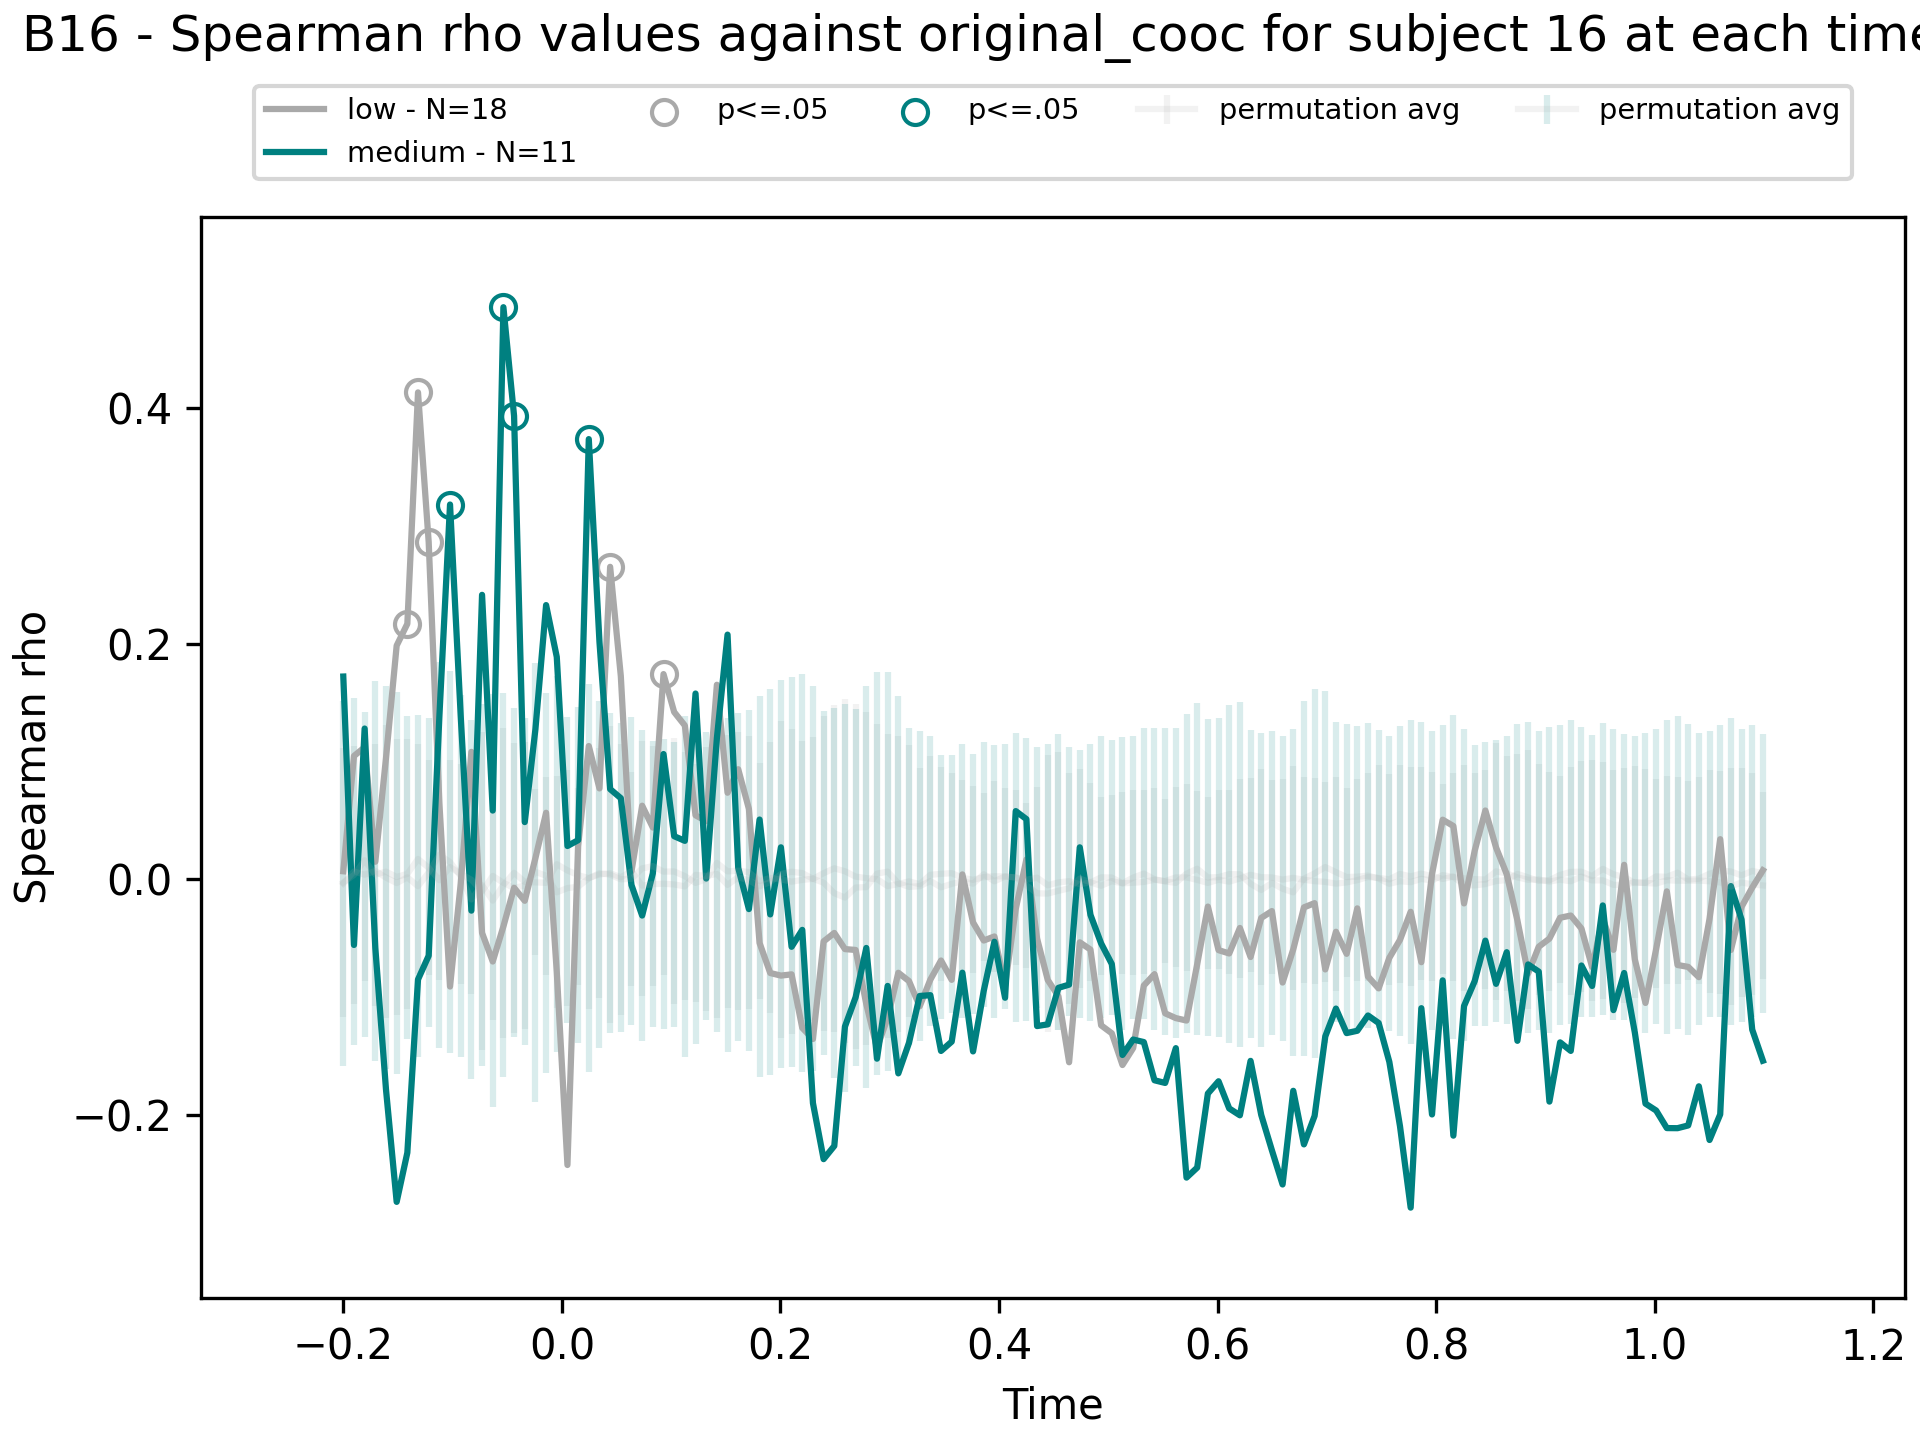 B16 - Spearman rho values against original_cooc for subject 16 at each time
low - N=18 p<=.05 p<=.05 permutation avg permutation avg
medium - N=11
Spearman rho
0.4
0.2
0.0
−0.2
−0.2 0.0 0.2 0.4 0.6 0.8 1.0 1.2
Time